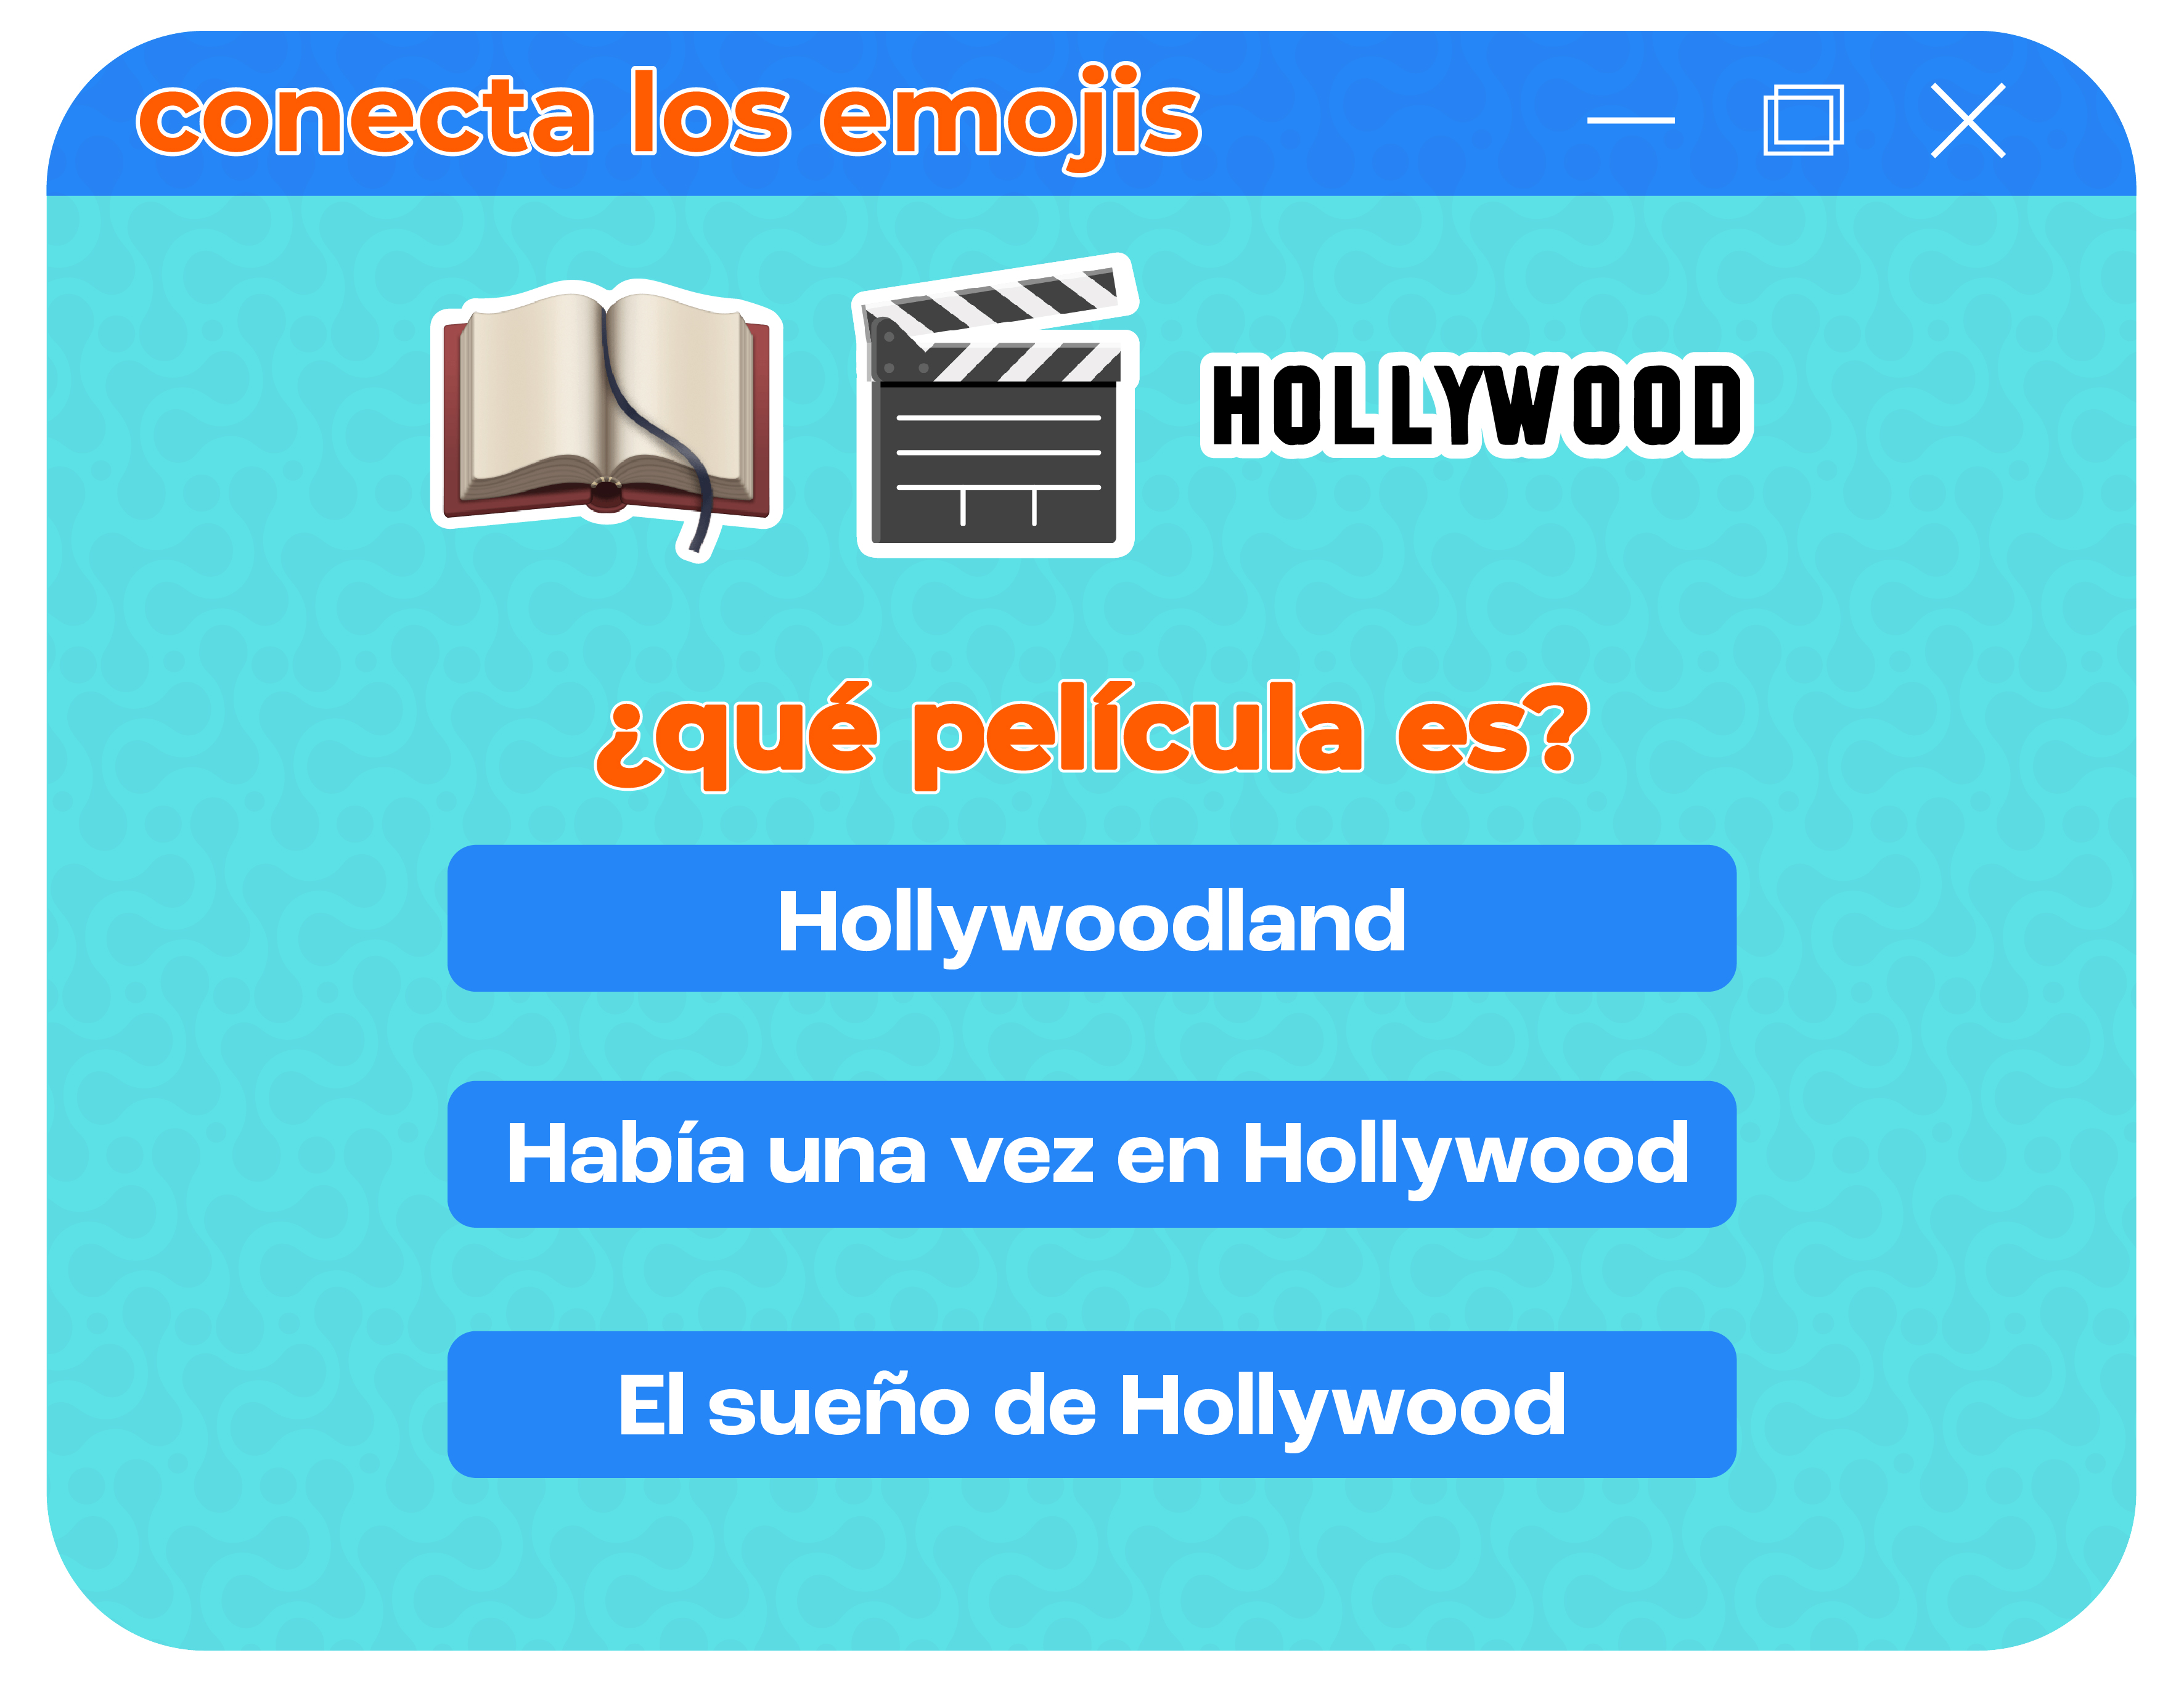 conecta los emojis
HOLLYWOOD
¿qué película es?
Hollywoodland
Había una vez en Hollywood
El sueño de Hollywood